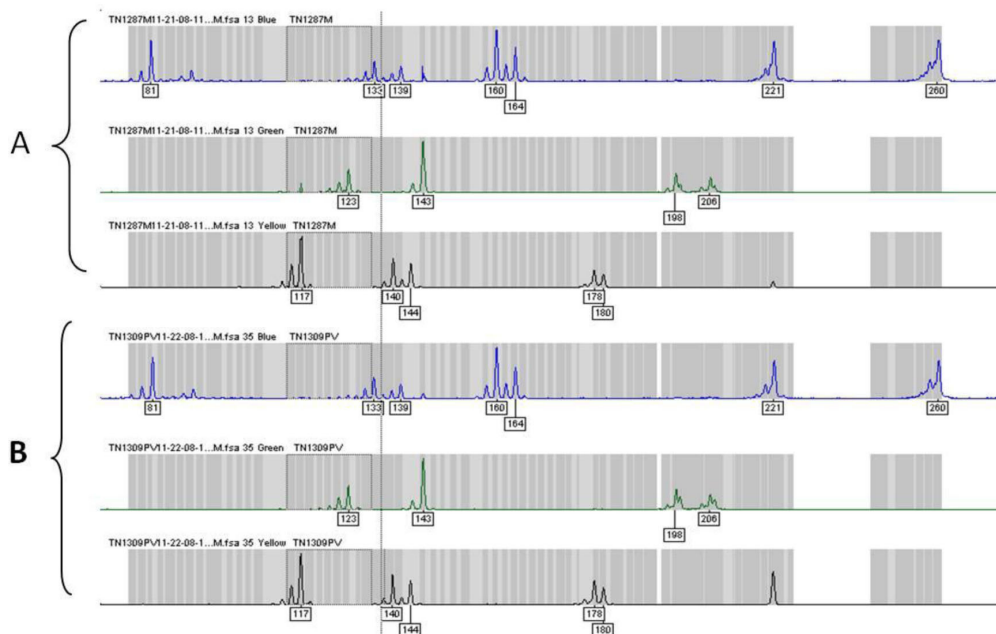 TN1287M11-21-08-11...M.fsa 13 Blue TN1287M
81 133 139 160 164 221 260
A
TN1287M11-21-08-11...M.fsa 13 Green TN1287M
123 143 198 206
TN1287M11-21-08-11...M.fsa 13 Yellow TN1287M
117 140 144 178 180
TN1309PV11-22-08-1...M.fsa 35 Blue TN1309PV
81 133 139 160 164 221 260
B
TN1309PV11-22-08-1...M.fsa 35 Green TN1309PV
123 143 198 206
TN1309PV11-22-08-1...M.fsa 35 Yellow TN1309PV
117 140 144 178 180